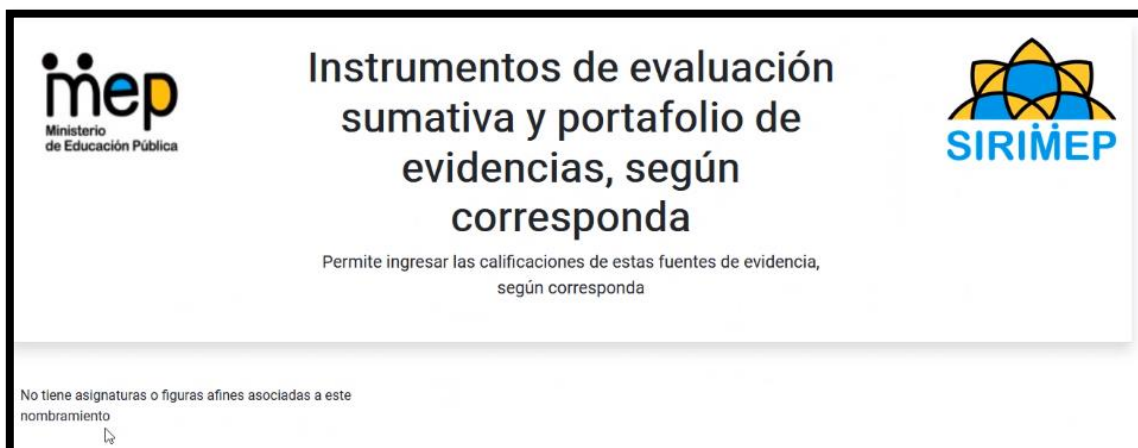 mep
Ministerio
de Educación Pública
Instrumentos de evaluación
sumativa y portafolio de
evidencias, según
corresponda
Permite ingresar las calificaciones de estas fuentes de evidencia,
según corresponda
SIRIMEP
No tiene asignaturas o figuras afines asociadas a este
nombramiento